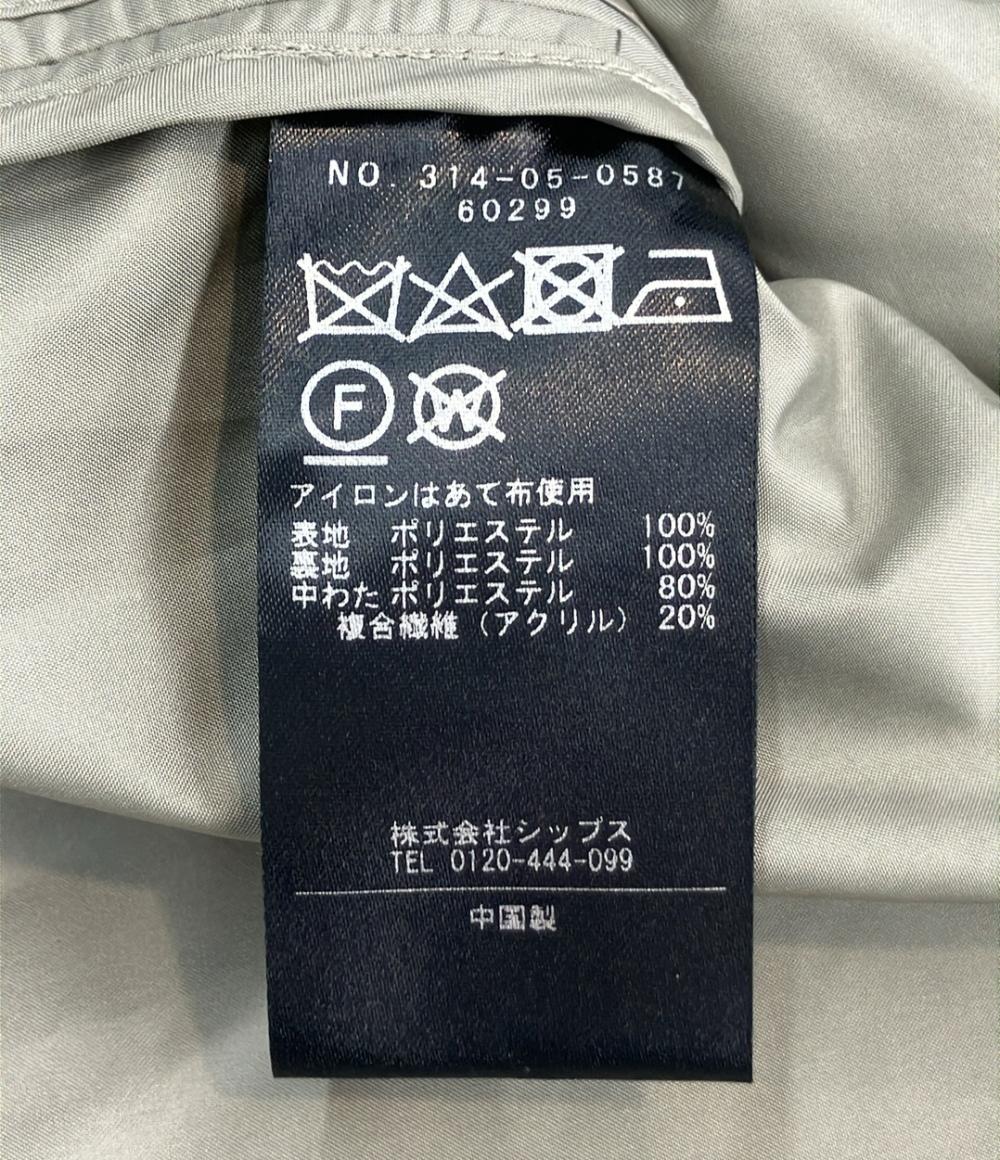 NO. 314-05-0587
60299
F W
アイロンはあて布使用
表地 ポリエステル 100%
裏地 ポリエステル 100%
中わた ポリエステル 80%
複合繊維（アクリル） 20%
株式会社シップス
TEL 0120-444-099
中国製